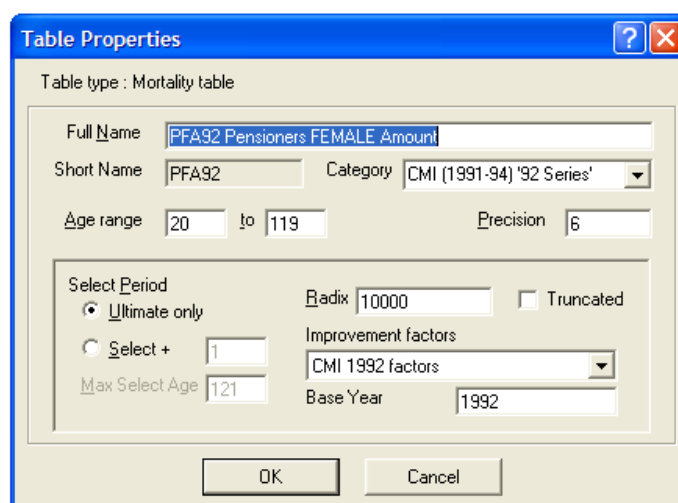 Table Properties
Table type : Mortality table
Full Name PFA92 Pensioners FEMALE Amount
Short Name PFA92 Category CMI (1991-94) '92 Series'
Age range 20 to 119 Precision 6
Select Period
Ultimate only
Select + 1
Max Select Age 121
Radix 10000 Truncated
Improvement factors
CMI 1992 factors
Base Year 1992
OK Cancel